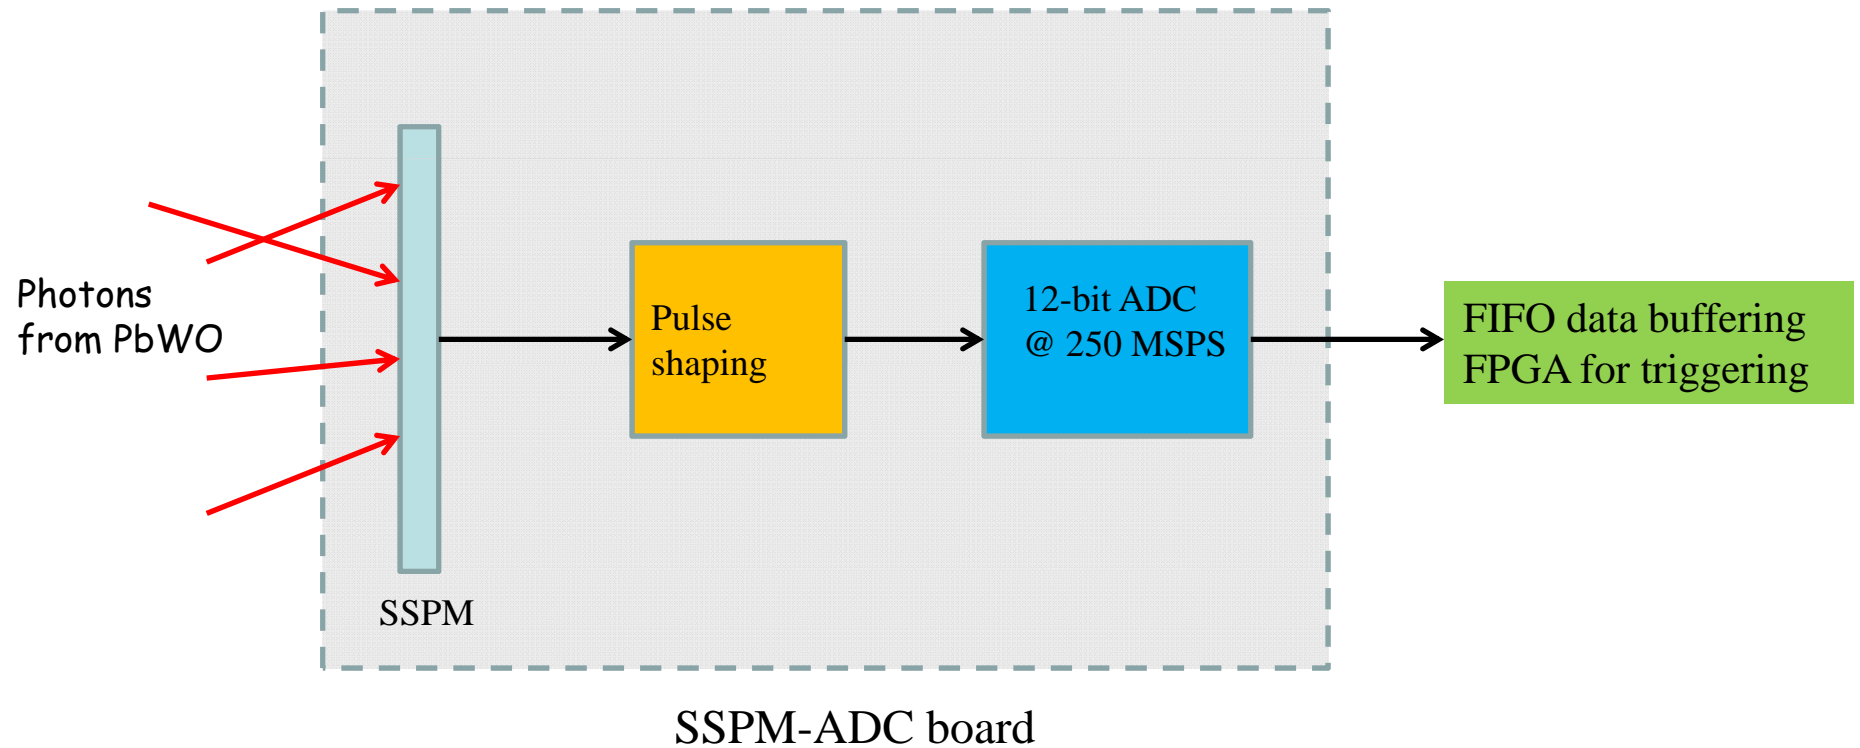 Photons
from PbWO
SSPM
Pulse
shaping
12-bit ADC
@ 250 MSPS
FIFO data buffering
FPGA for triggering
SSPM-ADC board